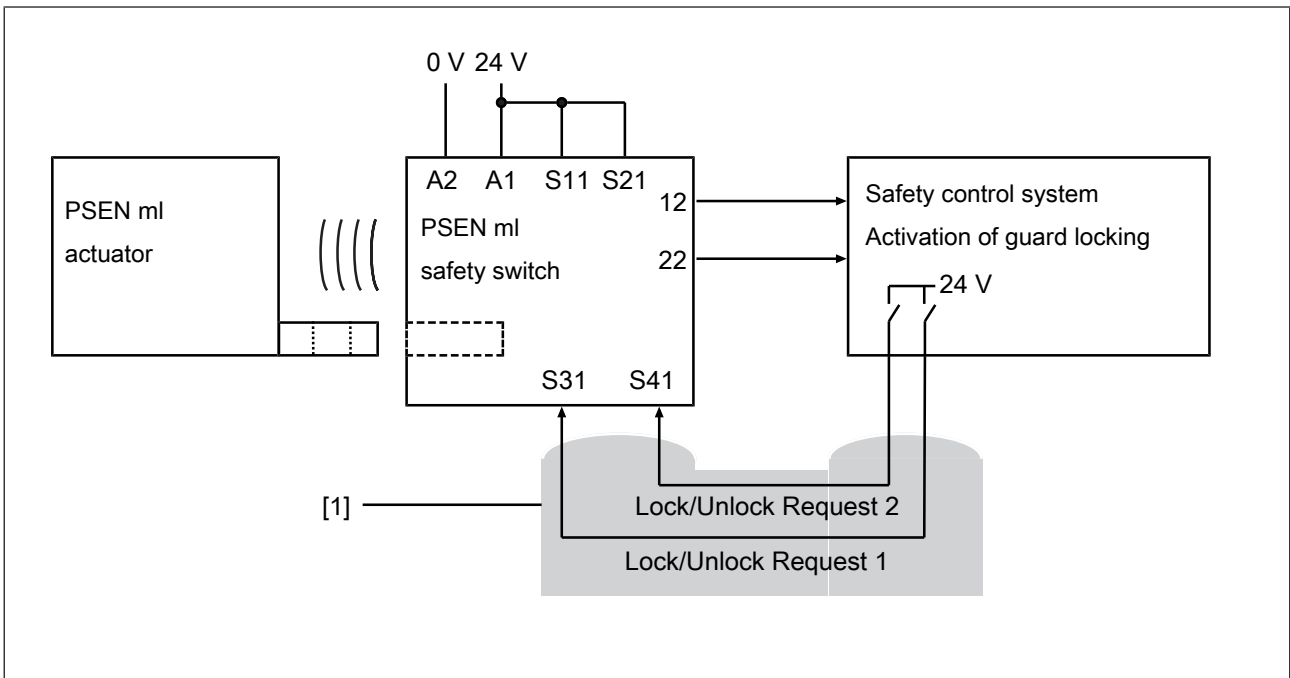 0 V 24 V
A2 A1 S11 S21
12
22
PSEN ml
safety switch
S31 S41
PSEN ml
actuator
Safety control system
Activation of guard locking
24 V
[1]
Lock/Unlock Request 2
Lock/Unlock Request 1